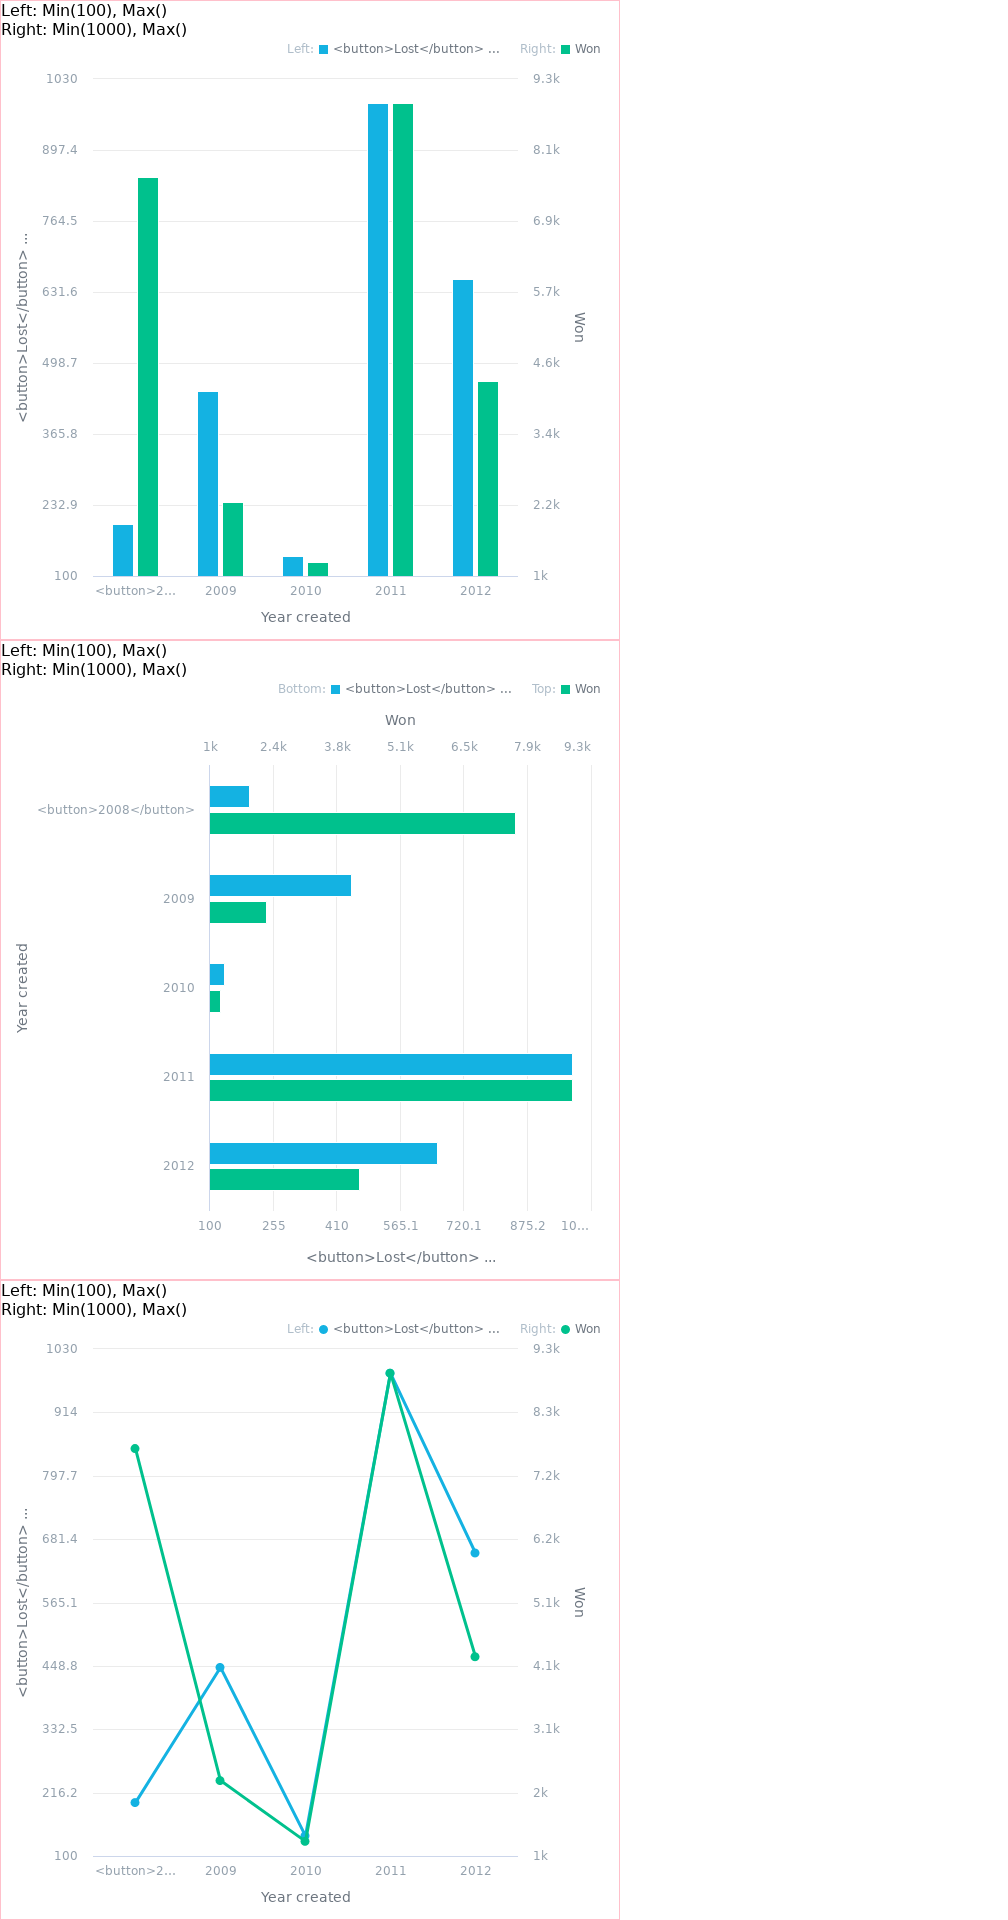 Left: Min(100), Max()
Right: Min(1000), Max()
Left: <button>Lost</button> ... Right: Won
1030 9.3k
897.4 8.1k
764.5 6.9k
631.6 5.7k
498.7 4.6k
365.8 3.4k
232.9 2.2k
100 1k
<button>Lost</button> ...
Won
<button>2... 2009 2010 2011 2012
Year created
Left: Min(100), Max()
Right: Min(1000), Max()
Bottom: <button>Lost</button> ... Top: Won
Won
1k 2.4k 3.8k 5.1k 6.5k 7.9k 9.3k
<button>2008</button>
2009
2010
2011
2012
Year created
100 255 410 565.1 720.1 875.2 10...
<button>Lost</button> ...
Left: Min(100), Max()
Right: Min(1000), Max()
Left: <button>Lost</button> ... Right: Won
1030 9.3k
914 8.3k
797.7 7.2k
681.4 6.2k
565.1 5.1k
448.8 4.1k
332.5 3.1k
216.2 2k
100 1k
<button>Lost</button> ...
Won
<button>2... 2009 2010 2011 2012
Year created